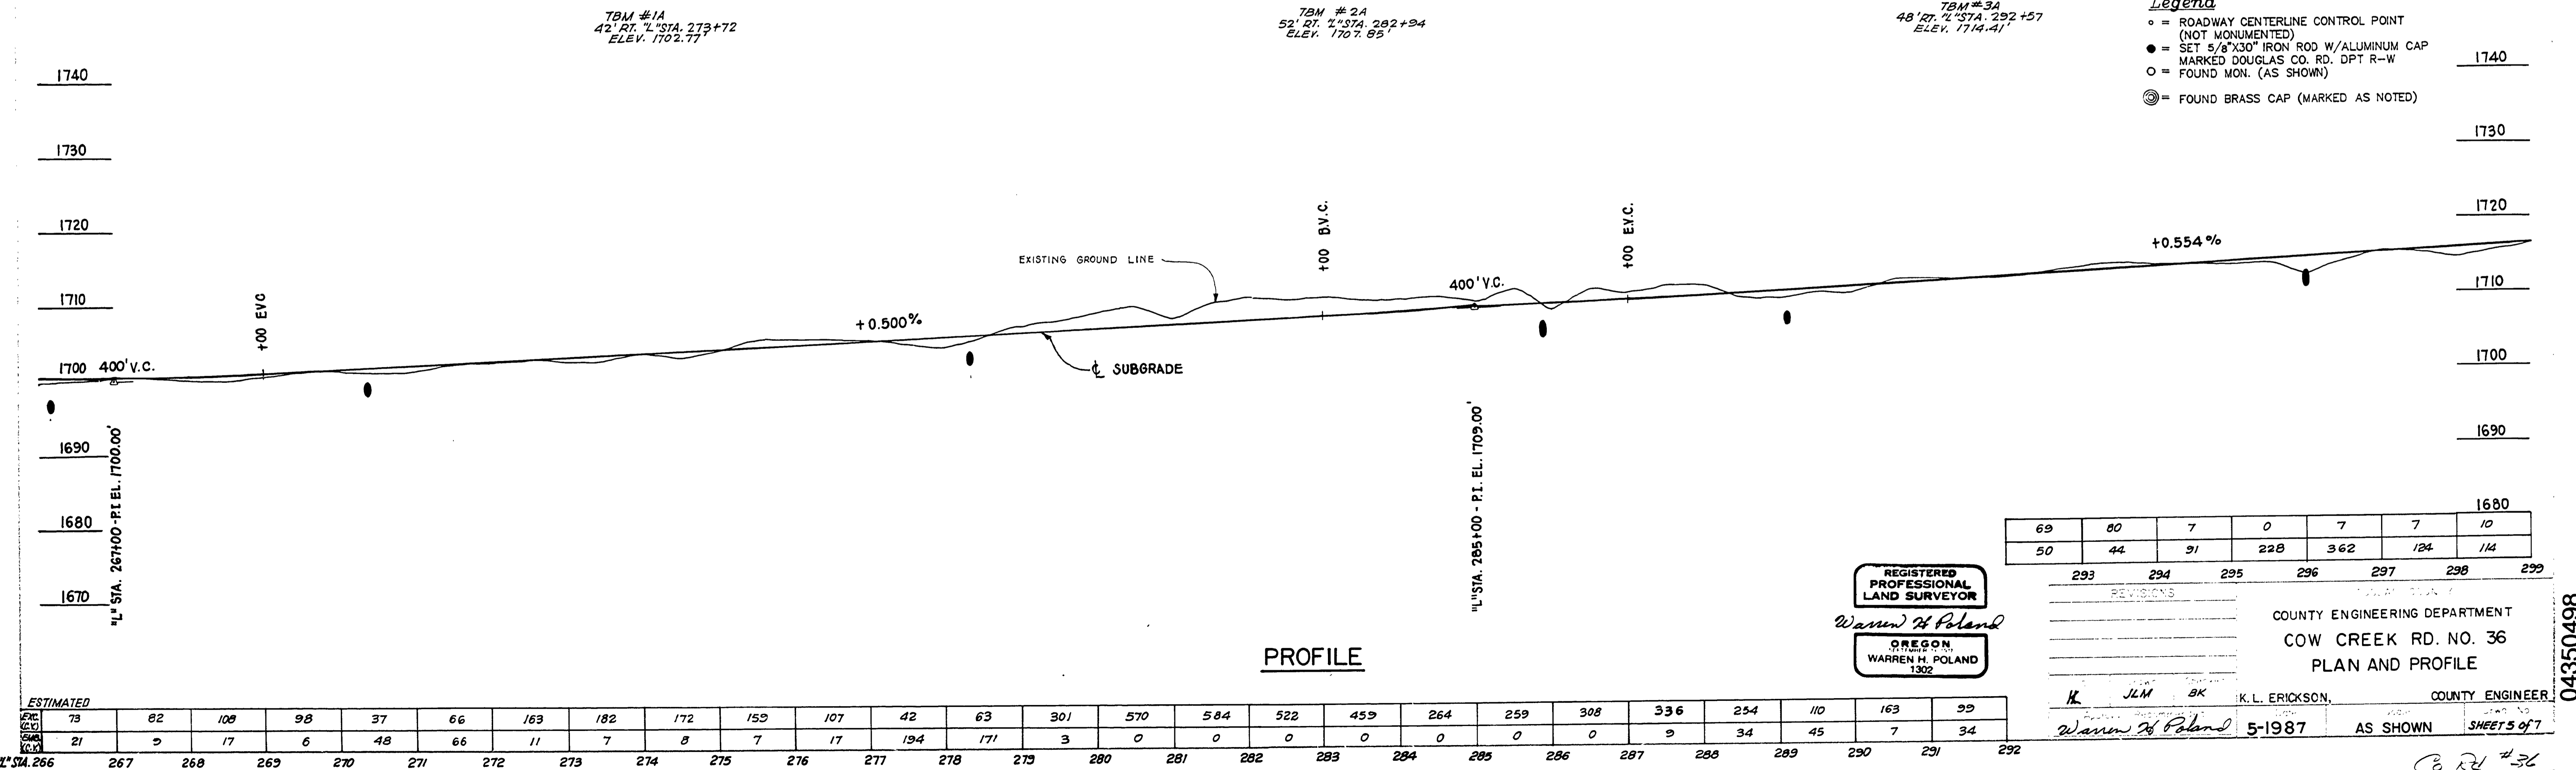 TBM #1A
42' RT. "L" STA. 273+72
ELEV. 1702.77'
TBM #2A
52' RT. "L" STA. 282+94
ELEV. 1707.85'
TBM #3A
48' RT. "L" STA. 292+57
ELEV. 1714.41'
Legend
o = ROADWAY CENTERLINE CONTROL POINT
(NOT MONUMENTED)
● = SET 5/8"X30" IRON ROD W/ALUMINUM CAP
MARKED DOUGLAS CO. RD. DPT R-W
O = FOUND MON. (AS SHOWN)
◎ = FOUND BRASS CAP (MARKED AS NOTED)
1740
1730
1720
1710
1700
1690
1680
1670
1740
1730
1720
1710
1700
1690
1680
400' V.C.
+00 EVC
"L" STA. 267+00 - P.I. EL. 1700.00'
+0.500%
EXISTING GROUND LINE
℄ SUBGRADE
+00 B.V.C.
400' V.C.
+00 E.V.C.
"L" STA. 285+00 - P.I. EL. 1709.00'
+0.554%
PROFILE
69 80 7 0 7 7 10
50 44 91 228 362 124 114
293 294 295 296 297 298 299
REGISTERED
PROFESSIONAL
LAND SURVEYOR
Warren H Poland
OREGON
WARREN H. POLAND
1302
REVISIONS
COUNTY ENGINEERING DEPARTMENT
COW CREEK RD. NO. 36
PLAN AND PROFILE
JLM BK K.L. ERICKSON, COUNTY ENGINEER
Warren H Poland 5-1987 AS SHOWN SHEET 5 OF 7
04350498
Co Rd #36
ESTIMATED
EXC. (C.Y.) 73 82 108 98 37 66 163 182 172 159 107 42 63 301 570 584 522 459 264 259 308 336 254 110 163 99
EMB. (C.Y.) 21 9 17 6 48 66 11 7 8 7 17 194 171 3 0 0 0 0 0 0 0 9 34 45 7 34
"L" STA. 266 267 268 269 270 271 272 273 274 275 276 277 278 279 280 281 282 283 284 285 286 287 288 289 290 291 292